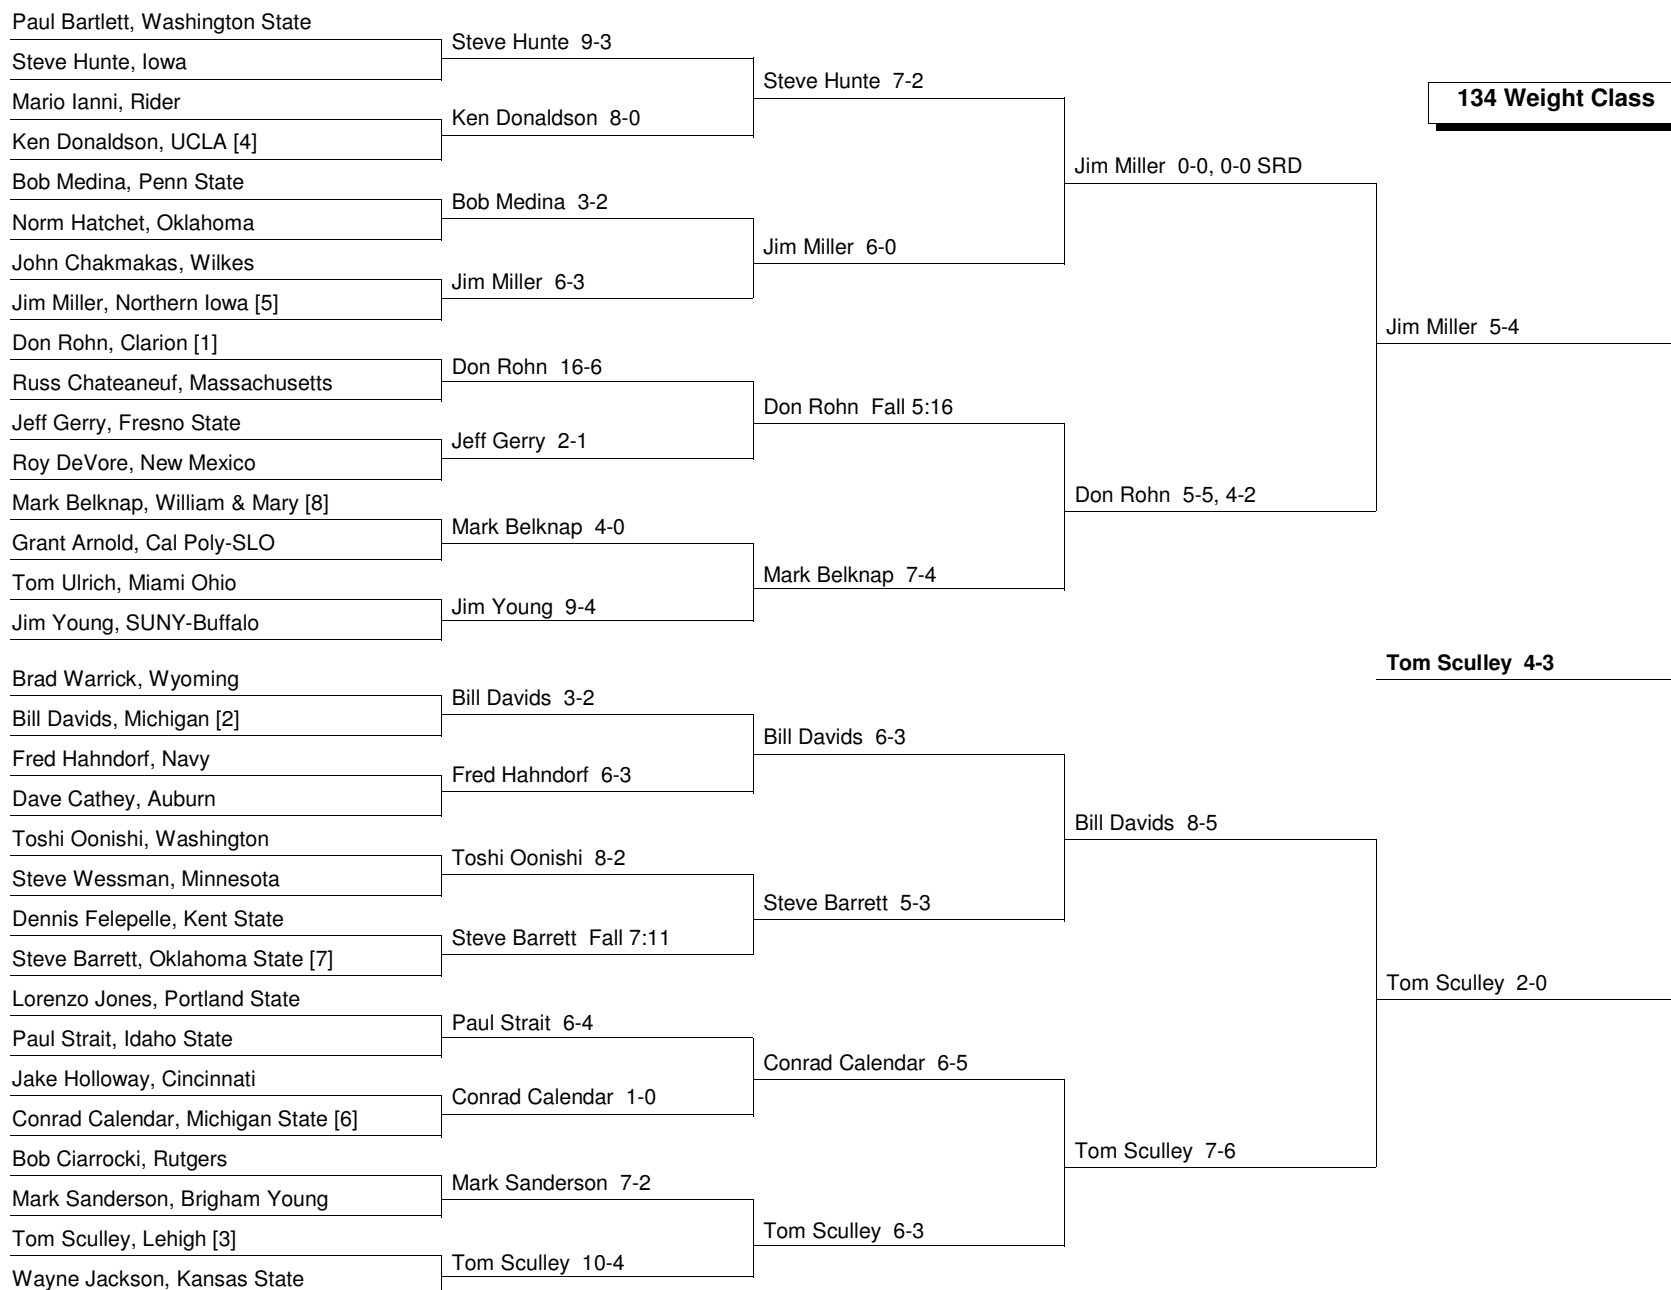 Paul Bartlett, Washington State
Steve Hunte, Iowa
Mario Ianni, Rider
Ken Donaldson, UCLA [4]
Bob Medina, Penn State
Norm Hatchet, Oklahoma
John Chakmakas, Wilkes
Jim Miller, Northern Iowa [5]
Don Rohn, Clarion [1]
Russ Chateaneuf, Massachusetts
Jeff Gerry, Fresno State
Roy DeVore, New Mexico
Mark Belknap, William & Mary [8]
Grant Arnold, Cal Poly-SLO
Tom Ulrich, Miami Ohio
Jim Young, SUNY-Buffalo
Brad Warrick, Wyoming
Bill Davids, Michigan [2]
Fred Hahndorf, Navy
Dave Cathey, Auburn
Toshi Oonishi, Washington
Steve Wessman, Minnesota
Dennis Felepelle, Kent State
Steve Barrett, Oklahoma State [7]
Lorenzo Jones, Portland State
Paul Strait, Idaho State
Jake Holloway, Cincinnati
Conrad Calendar, Michigan State [6]
Bob Ciarrocki, Rutgers
Mark Sanderson, Brigham Young
Tom Sculley, Lehigh [3]
Wayne Jackson, Kansas State
Steve Hunte 9-3
Ken Donaldson 8-0
Bob Medina 3-2
Jim Miller 6-3
Don Rohn 16-6
Jeff Gerry 2-1
Mark Belknap 4-0
Jim Young 9-4
Bill Davids 3-2
Fred Hahndorf 6-3
Toshi Oonishi 8-2
Steve Barrett Fall 7:11
Paul Strait 6-4
Conrad Calendar 1-0
Mark Sanderson 7-2
Tom Sculley 10-4
Steve Hunte 7-2
Jim Miller 6-0
Don Rohn Fall 5:16
Mark Belknap 7-4
Bill Davids 6-3
Steve Barrett 5-3
Conrad Calendar 6-5
Tom Sculley 6-3
Jim Miller 0-0, 0-0 SRD
Don Rohn 5-5, 4-2
Bill Davids 8-5
Tom Sculley 7-6
134 Weight Class
Jim Miller 5-4
Tom Sculley 4-3
Tom Sculley 2-0